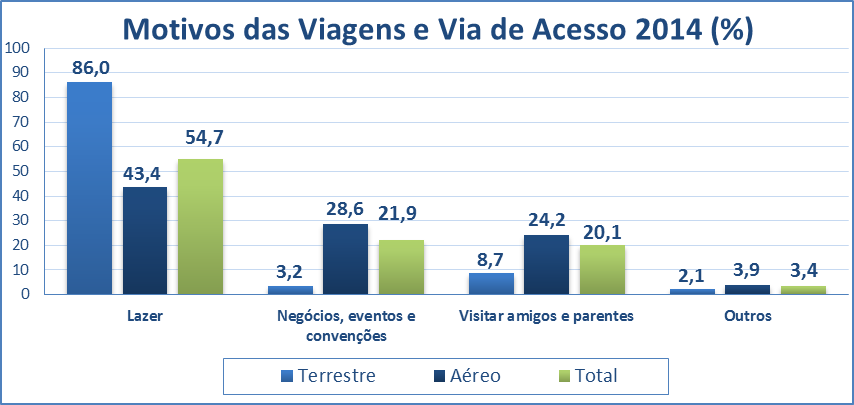 Motivos das Viagens e Via de Acesso 2014 (%)
100
90
80
70
60
50
40
30
20
10
0
86,0
43,4
54,7
3,2
28,6
21,9
8,7
24,2
20,1
2,1
3,9
3,4
Lazer
Negócios, eventos e
convenções
Visitar amigos e parentes
Outros
Terrestre
Aéreo
Total